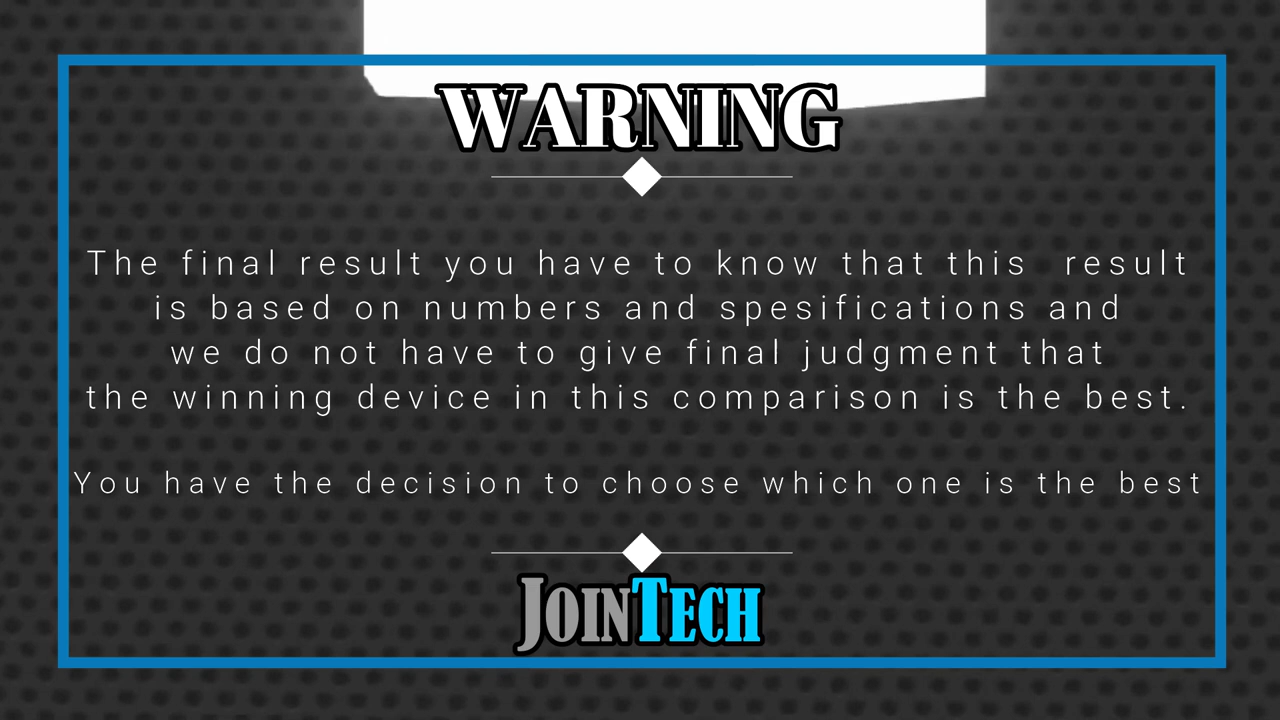 WARNING
The final result you have to know that this result
is based on numbers and spesifications and
we do not have to give final judgment that
the winning device in this comparison is the best.
You have the decision to choose which one is the best
JOINTECH